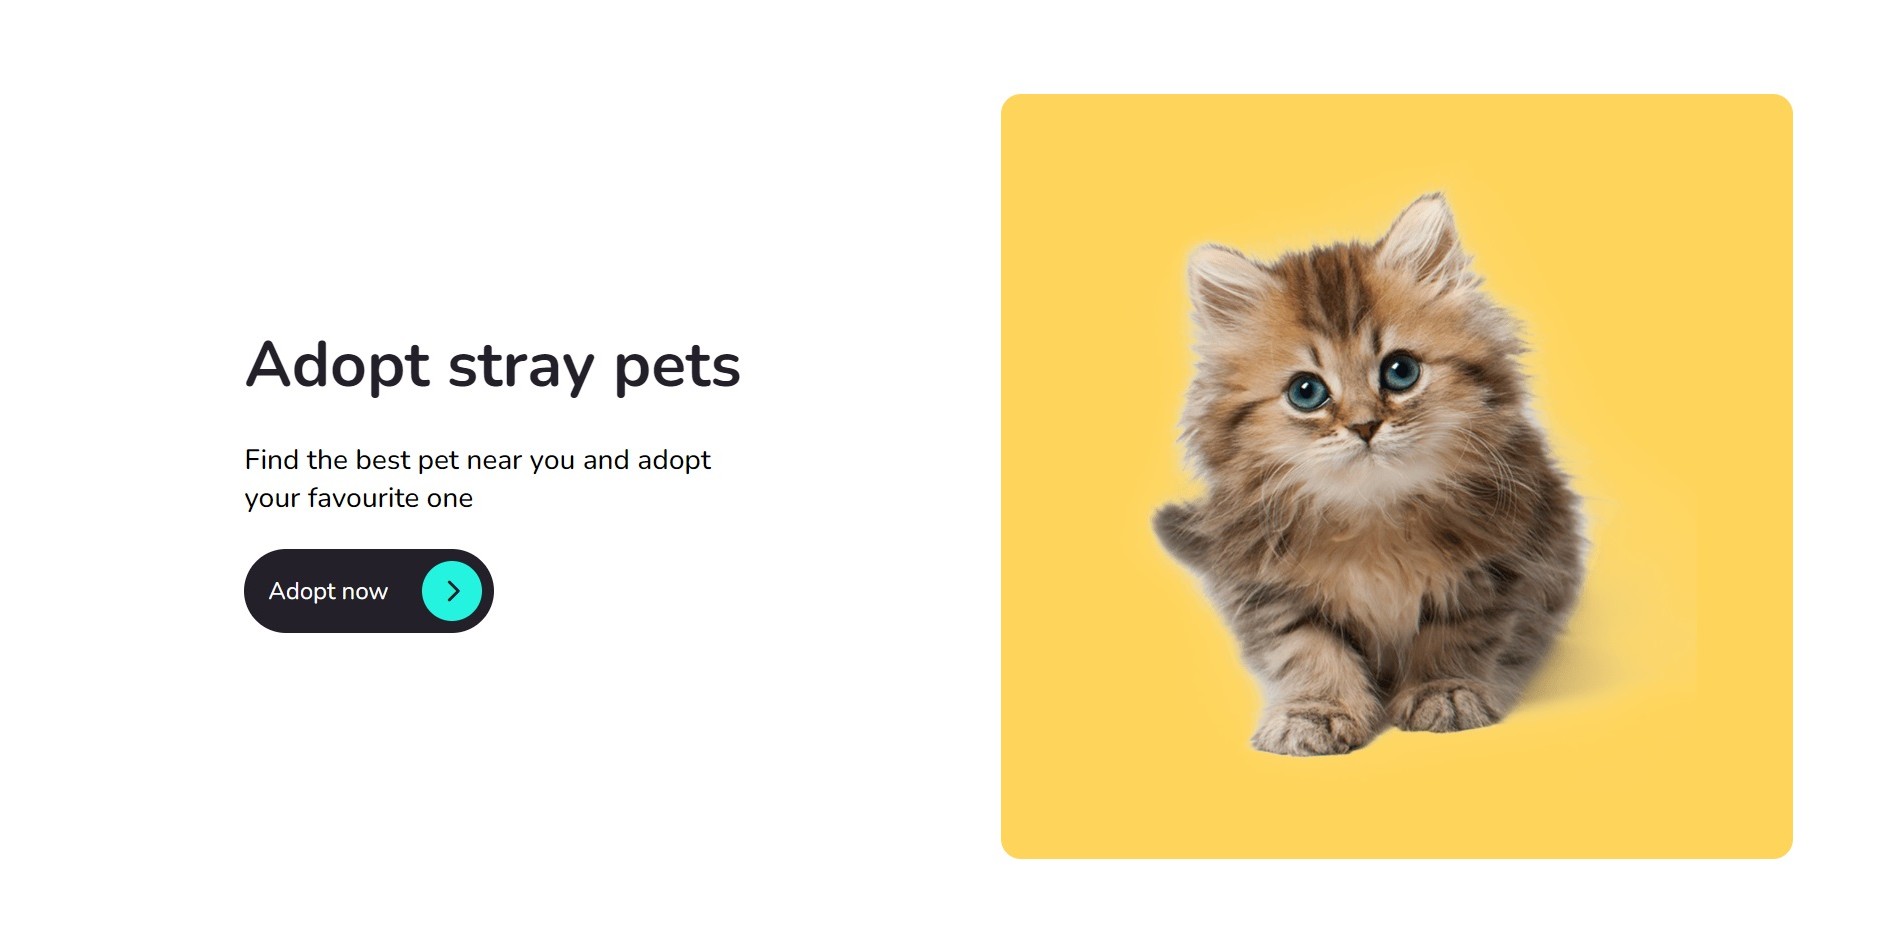 Adopt stray pets
Find the best pet near you and adopt
your favourite one
Adopt now